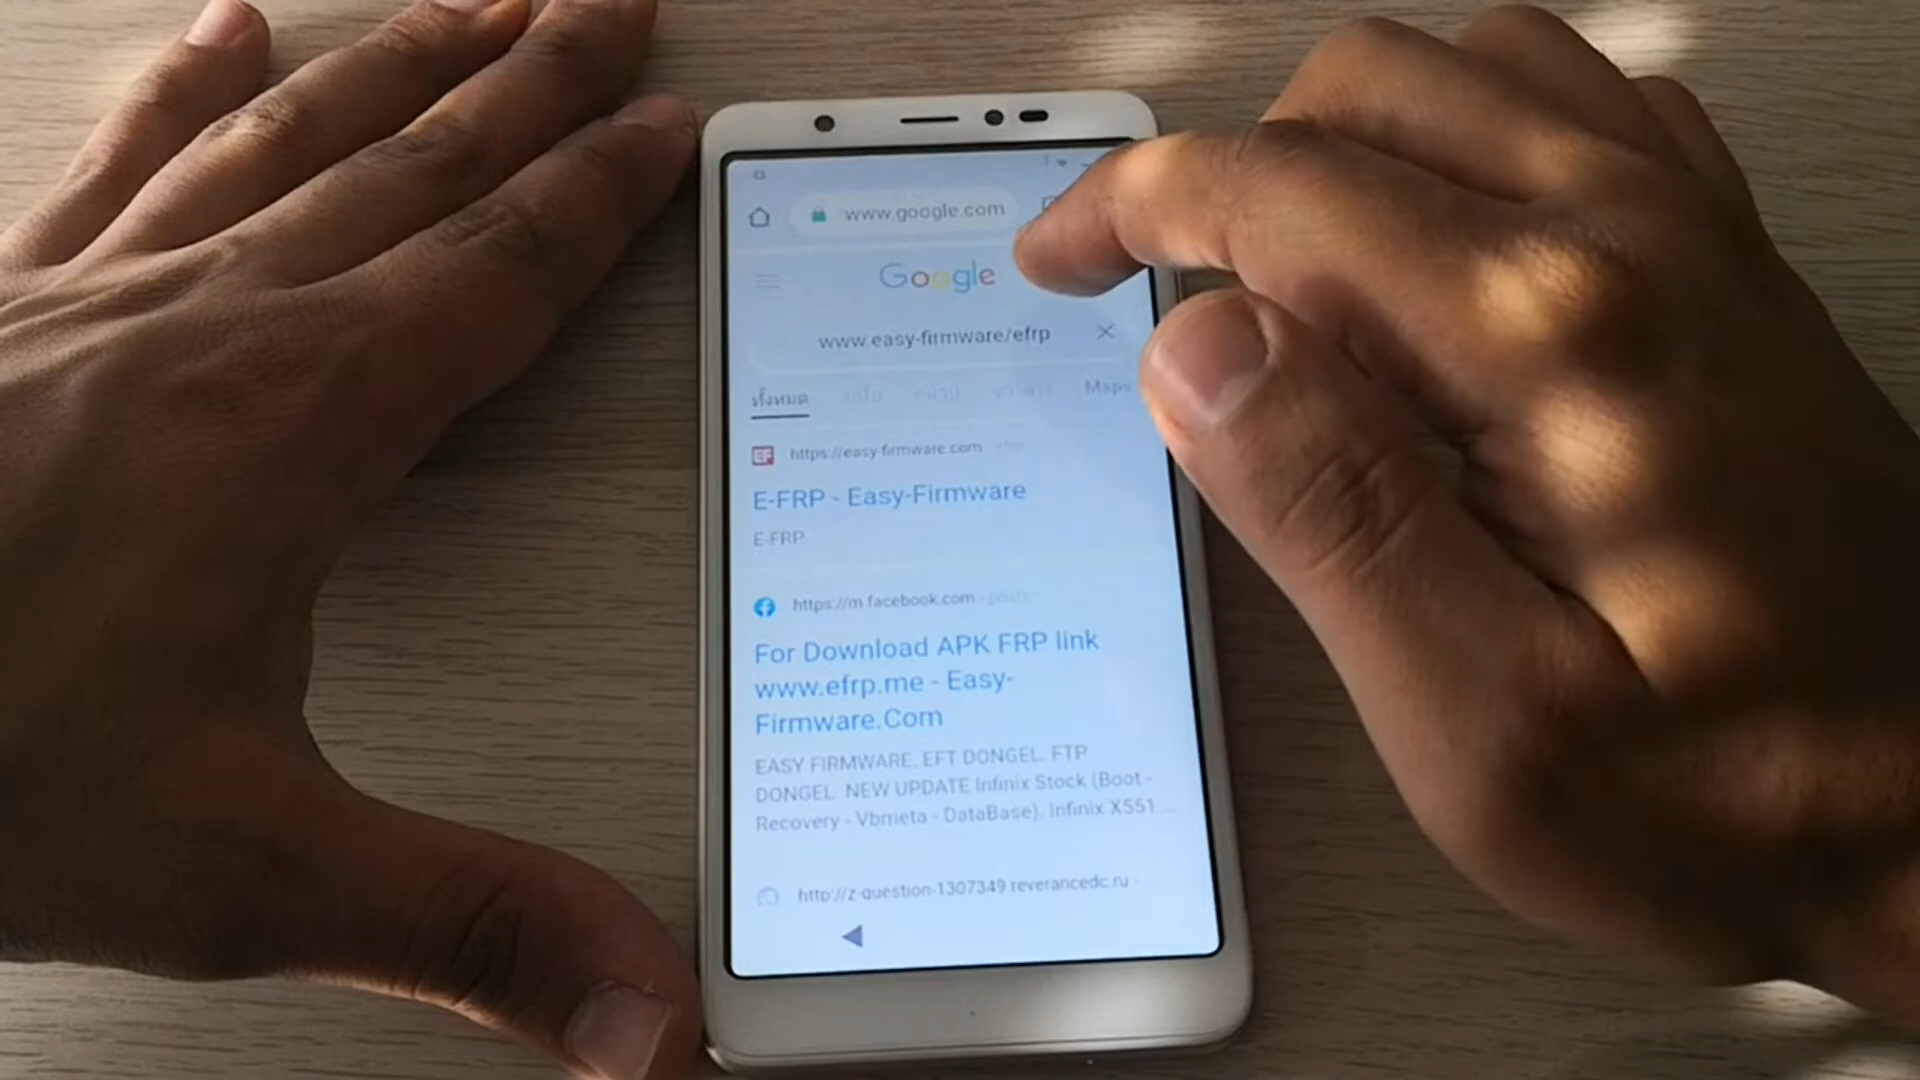 www.google.com
Google
www.easy-firmware/efrp
ทั้งหมด
Maps
EF https://easy-firmware.com
E-FRP - Easy-Firmware
E-FRP
https://m.facebook.com › posts
For Download APK FRP link
www.efrp.me - Easy-
Firmware.Com
EASY FIRMWARE. EFT DONGEL. FTP
DONGEL. NEW UPDATE Infinix Stock (Boot -
Recovery - Vbmeta - DataBase). Infinix X551 ...
http://z-question-1307349.reverancedc.ru › ...